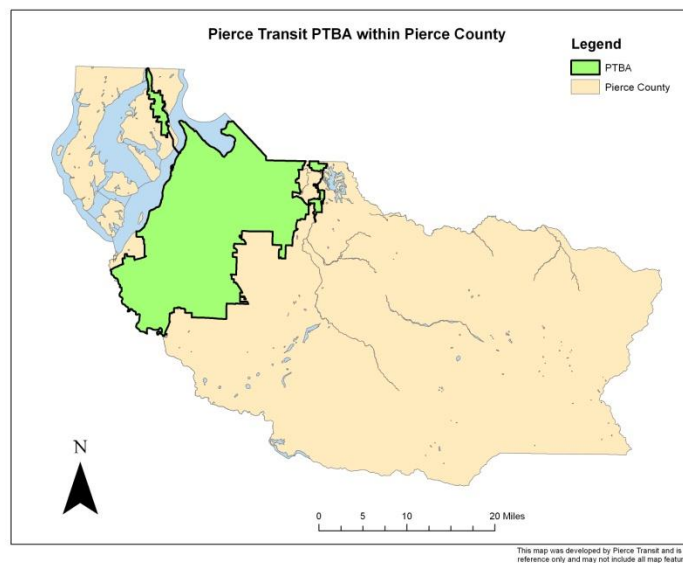 Pierce Transit PTBA within Pierce County
Legend
PTBA
Pierce County
N
0 5 10 20 Miles
This map was developed by Pierce Transit and is
reference only and may not include all map featur